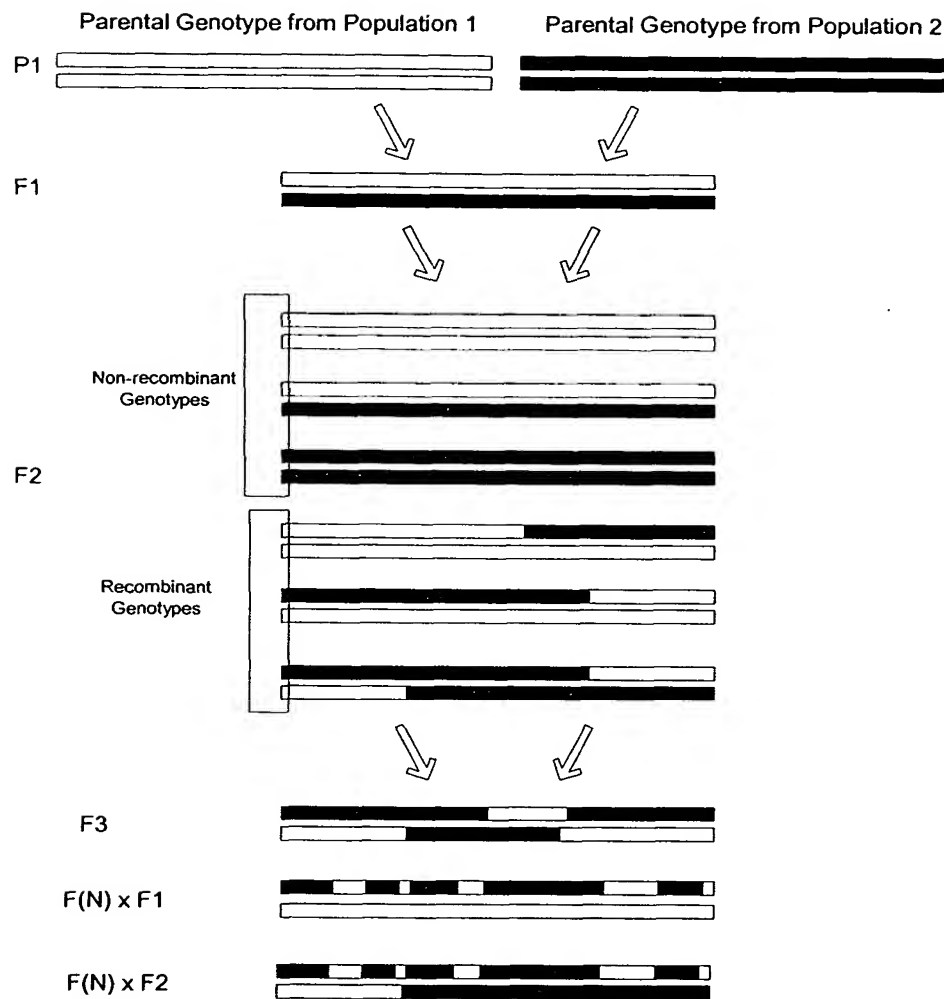 Parental Genotype from Population 1
Parental Genotype from Population 2
P1
F1
Non-recombinant
Genotypes
F2
Recombinant
Genotypes
F3
F(N) x F1
F(N) x F2